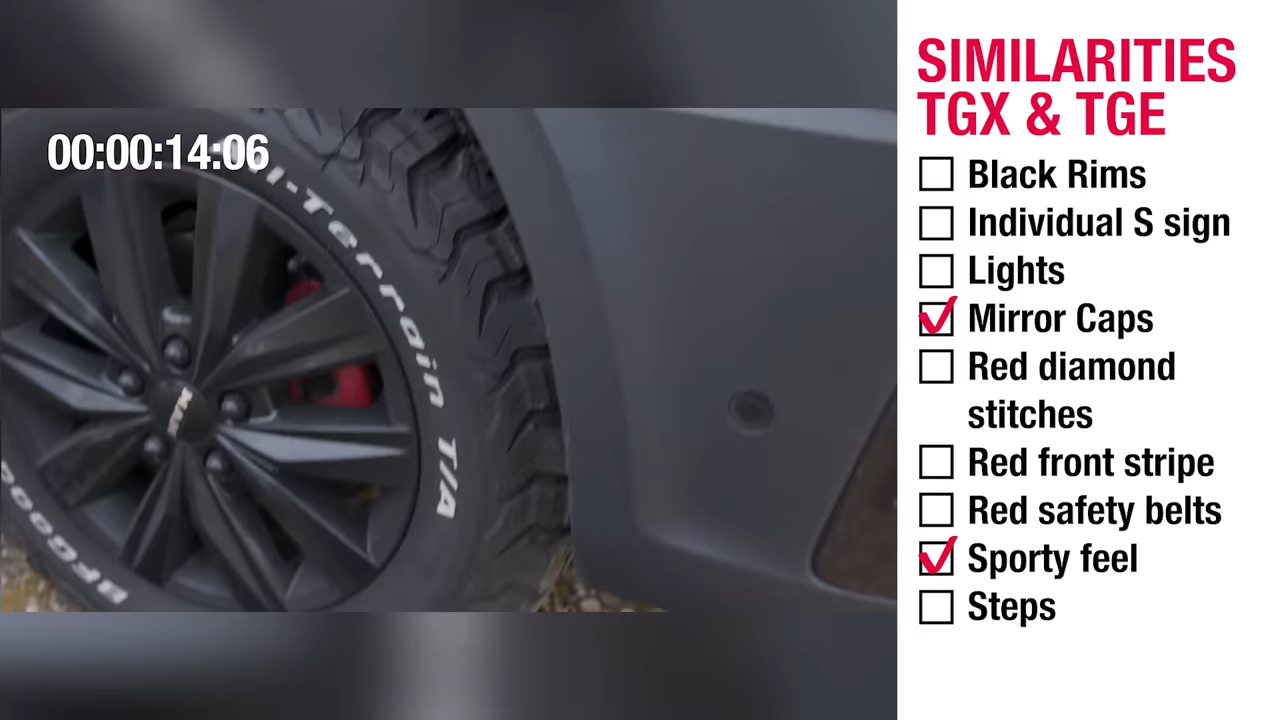 SIMILARITIES
TGX & TGE
00:00:14:06
Black Rims
Individual S sign
Lights
Mirror Caps
Red diamond
stitches
Red front stripe
Red safety belts
Sporty feel
Steps
Terrain T/A
MAN